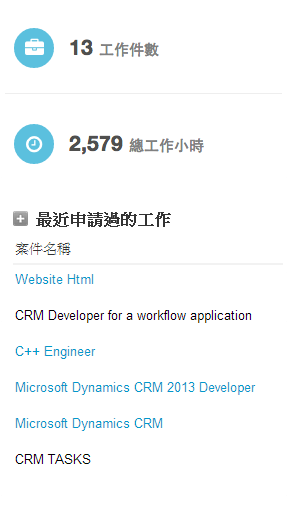 13 工作件數
2,579 總工作小時
最近申請過的工作
案件名稱
Website Html
CRM Developer for a workflow application
C++ Engineer
Microsoft Dynamics CRM 2013 Developer
Microsoft Dynamics CRM
CRM TASKS